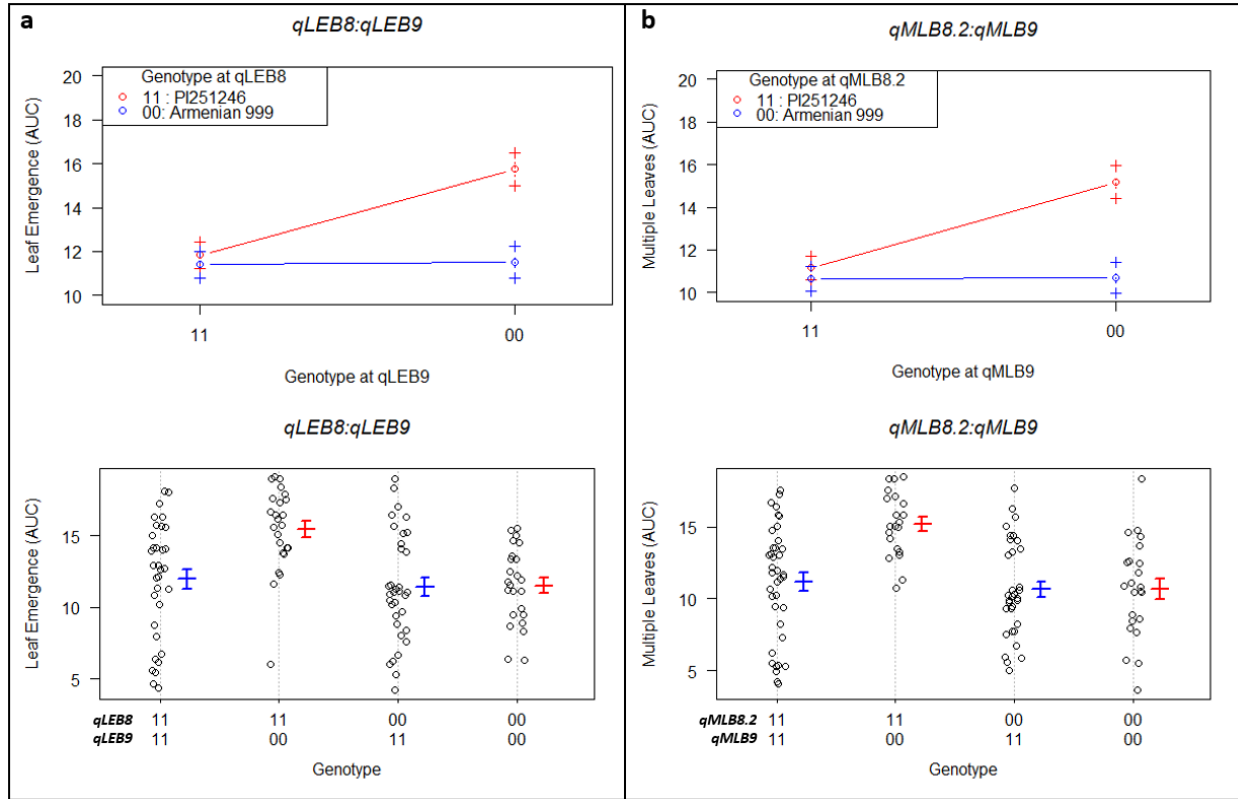 a
qLEB8:qLEB9
Genotype at qLEB8
11 : PI251246
00: Armenian 999
Leaf Emergence (AUC)
20
18
16
14
12
10
11
00
Genotype at qLEB9
qLEB8:qLEB9
Leaf Emergence (AUC)
15
10
5
qLEB8 11 11 00 00
qLEB9 11 00 11 00
Genotype
b
qMLB8.2:qMLB9
Genotype at qMLB8.2
11 : PI251246
00: Armenian 999
Multiple Leaves (AUC)
20
18
16
14
12
10
11
00
Genotype at qMLB9
qMLB8.2:qMLB9
Multiple Leaves (AUC)
15
10
5
qMLB8.2 11 11 00 00
qMLB9 11 00 11 00
Genotype